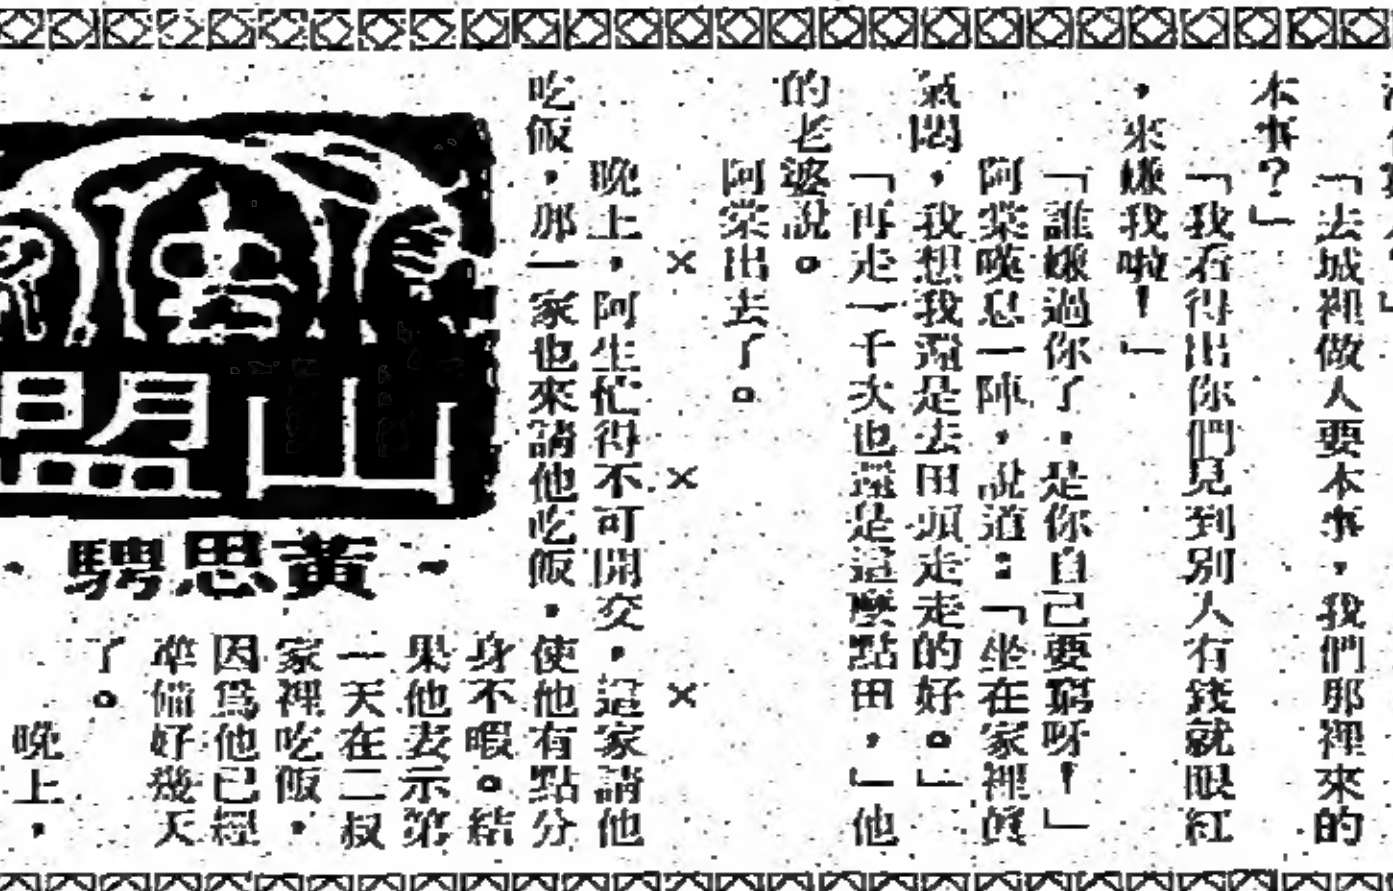 「去城裡做人要本事，我們那裡來的
本事？」
「我看得出你們見到別人有錢就眼紅
，來嫌我啦！」
「誰嫌過你了，是你自己要窮呀！」
阿棠嘆息一陣，說道：「坐在家裡眞
氣悶，我想我還是去田頭走走的好。」
「再走一千次也還是這麼點田，」他
的老婆說。
阿棠出去了。
× × ×
晚上，阿生忙得不可開交，這家請他
吃飯，那一家也來請他吃飯，使他有點分
身不暇。結
果他表示第
一天在二叔
家裡吃飯，
因爲他已經
準備好幾天
了。
晚上，
山盟
・黃思騁・